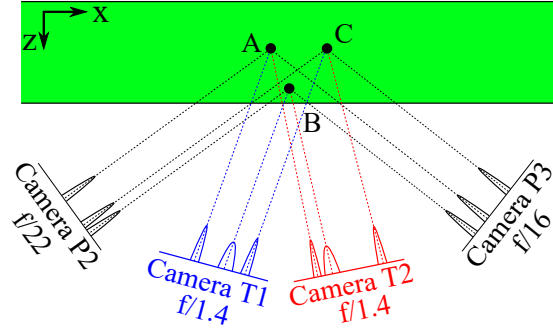 x
z
A
C
B
Camera P2
f/22
Camera T1
f/1.4
Camera T2
f/1.4
Camera P3
f/16